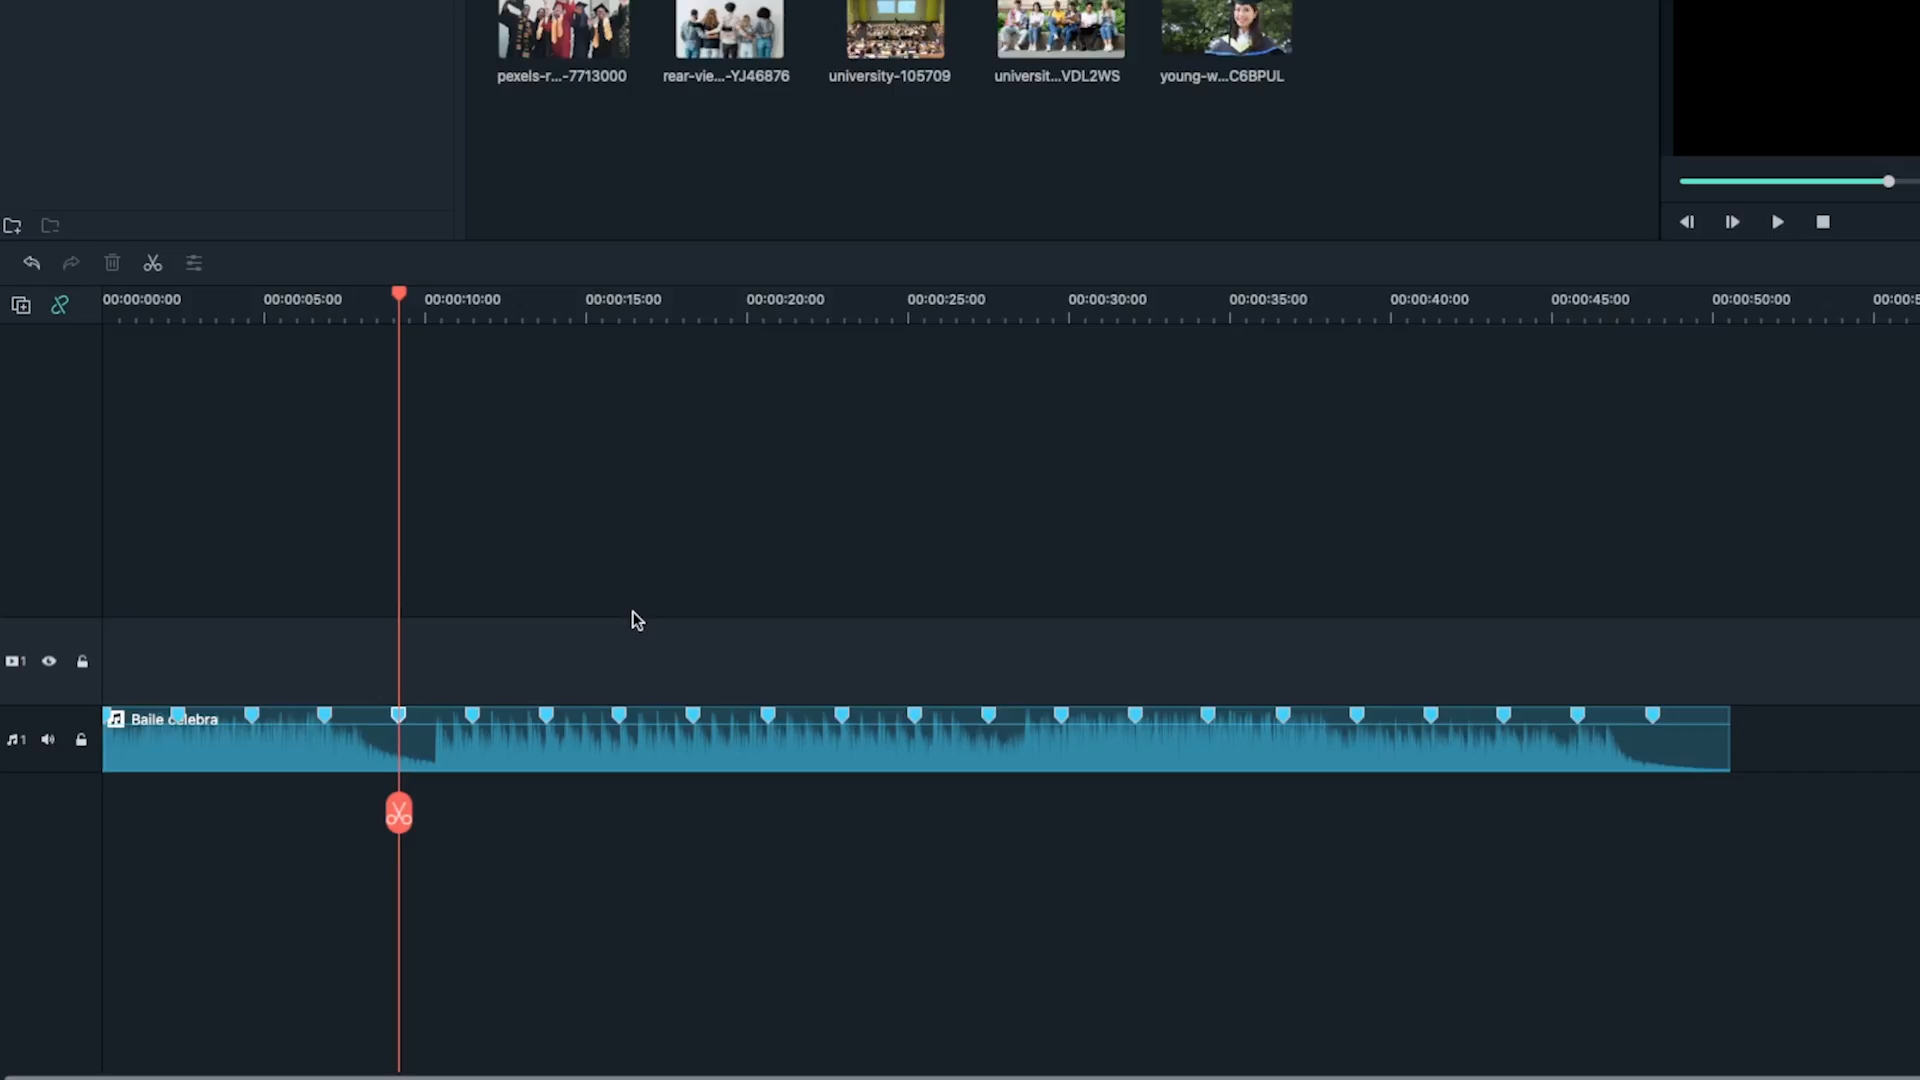 pexels-r...-7713000
rear-vie...-YJ46876
university-105709
universit...VDL2WS
young-w...C6BPUL
00:00:00:00
00:00:05:00
00:00:10:00
00:00:15:00
00:00:20:00
00:00:25:00
00:00:30:00
00:00:35:00
00:00:40:00
00:00:45:00
00:00:50:00
00:00:5
1
Baile celebra
1